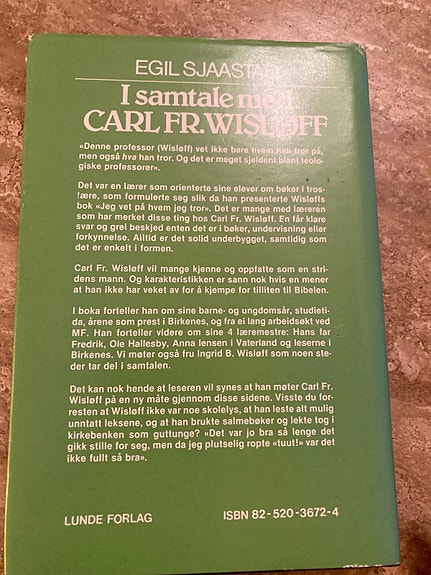 EGIL SJAASTAD
I samtale med
CARL FR. WISLØFF
«Denne professor (Wisløff) vet ikke bare hvem han tror på,
men også hva han tror. Og det er meget sjeldent blant teolo-
giske professorer».
Det var en lærer som orienterte sine elever om bøker i tros-
lære, som formulerte seg slik da han presenterte Wisløffs
bok «Jeg vet på hvem jeg tror». Det er mange med læreren
som har merket disse ting hos Carl Fr. Wisløff. En får klare
svar og grei beskjed enten det er i bøker, undervisning eller
forkynnelse. Alltid er det solid underbygget, samtidig som
det er enkelt i formen.
Carl Fr. Wisløff vil mange kjenne og oppfatte som en stri-
dens mann. Og karakteristikken er sann nok hvis en mener
at han ikke har veket av for å kjempe for tilliten til Bibelen.
I boka forteller han om sine barne- og ungdomsår, studieti-
da, årene som prest i Birkenes, og fra ei lang arbeidsøkt ved
MF. Han forteller videre om sine 4 læremestre: Hans far
Fredrik, Ole Hallesby, Anna Jensen i Vaterland og leserne i
Birkenes. Vi møter også fru Ingrid B. Wisløff som noen ste-
der tar del i samtalen.
Det kan nok hende at leseren vil synes at han møter Carl Fr.
Wisløff på en ny måte gjennom disse sidene. Visste du for-
resten at Wisløff ikke var noe skolelys, at han leste alt mulig
unntatt leksene, og at han brukte salmebøker og lekte tog i
kirkebenken som guttunge? «Det var jo bra så lenge det
gikk stille for seg, men da jeg plutselig ropte «tuut!» var det
ikke fullt så bra».
LUNDE FORLAG
ISBN 82-520-3672-4